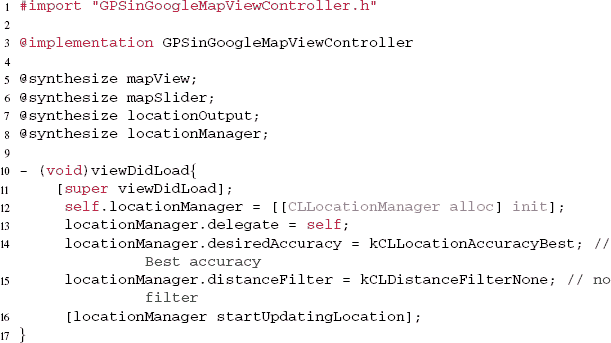 1 #import "GPSinGoogleMapViewController.h"
2
3 @implementation GPSinGoogleMapViewController
4
5 @synthesize mapView;
6 @synthesize mapSlider;
7 @synthesize locationOutput;
8 @synthesize locationManager;
9
10 - (void)viewDidLoad{
11 [super viewDidLoad];
12 self.locationManager = [[CLLocationManager alloc] init];
13 locationManager.delegate = self;
14 locationManager.desiredAccuracy = kCLLocationAccuracyBest; //
Best accuracy
15 locationManager.distanceFilter = kCLDistanceFilterNone; // no
filter
16 [locationManager startUpdatingLocation];
17 }